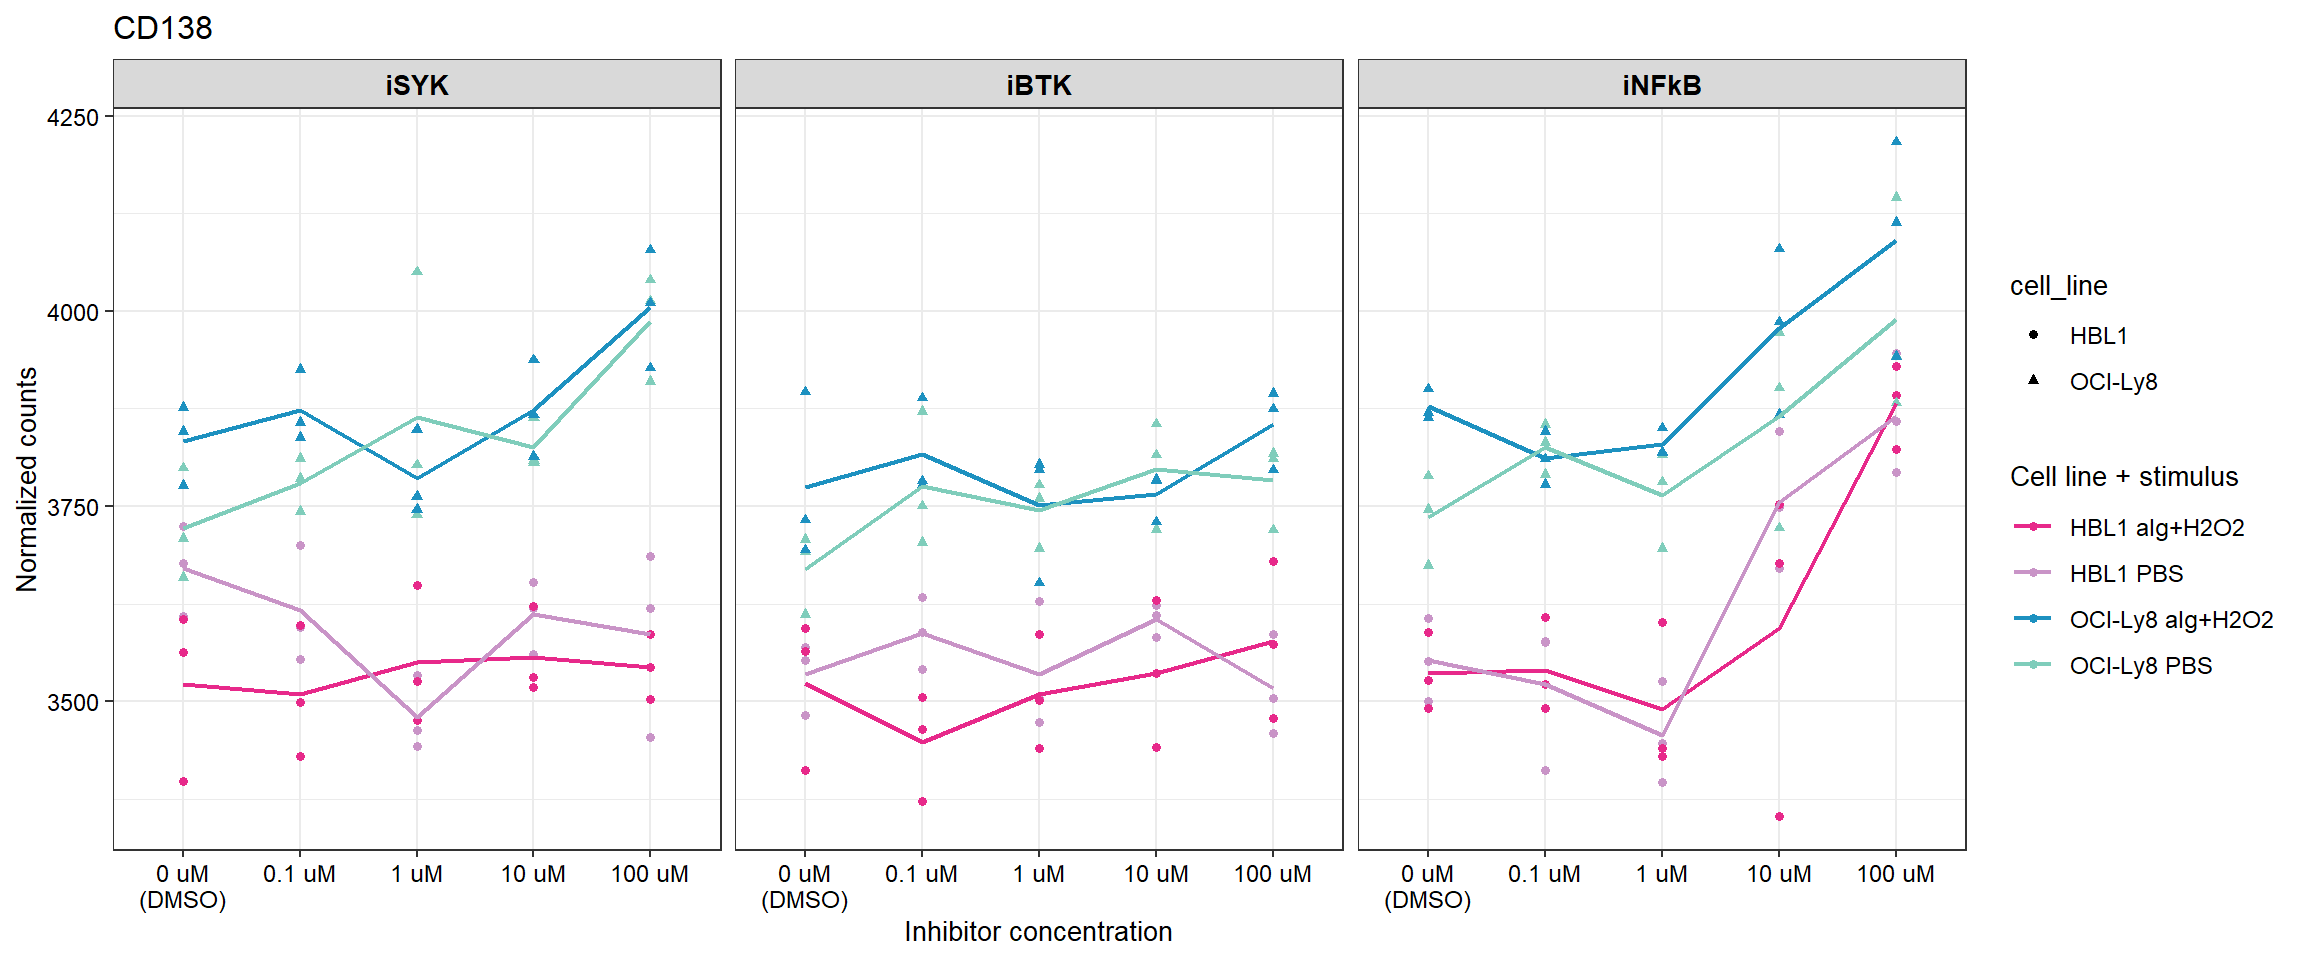 CD138
iSYK
iBTK
iNFkB
4250
4000
3750
3500
Normalized counts
0 uM
(DMSO)
0.1 uM
1 uM
10 uM
100 uM
0 uM
(DMSO)
0.1 uM
1 uM
10 uM
100 uM
0 uM
(DMSO)
0.1 uM
1 uM
10 uM
100 uM
Inhibitor concentration
cell_line
HBL1
OCI-Ly8
Cell line + stimulus
HBL1 aIg+H2O2
HBL1 PBS
OCI-Ly8 aIg+H2O2
OCI-Ly8 PBS